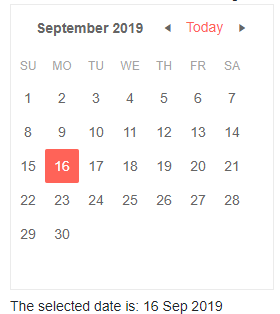 September 2019 ◄ Today ►
SU MO TU WE TH FR SA
1 2 3 4 5 6 7
8 9 10 11 12 13 14
15 16 17 18 19 20 21
22 23 24 25 26 27 28
29 30
The selected date is: 16 Sep 2019